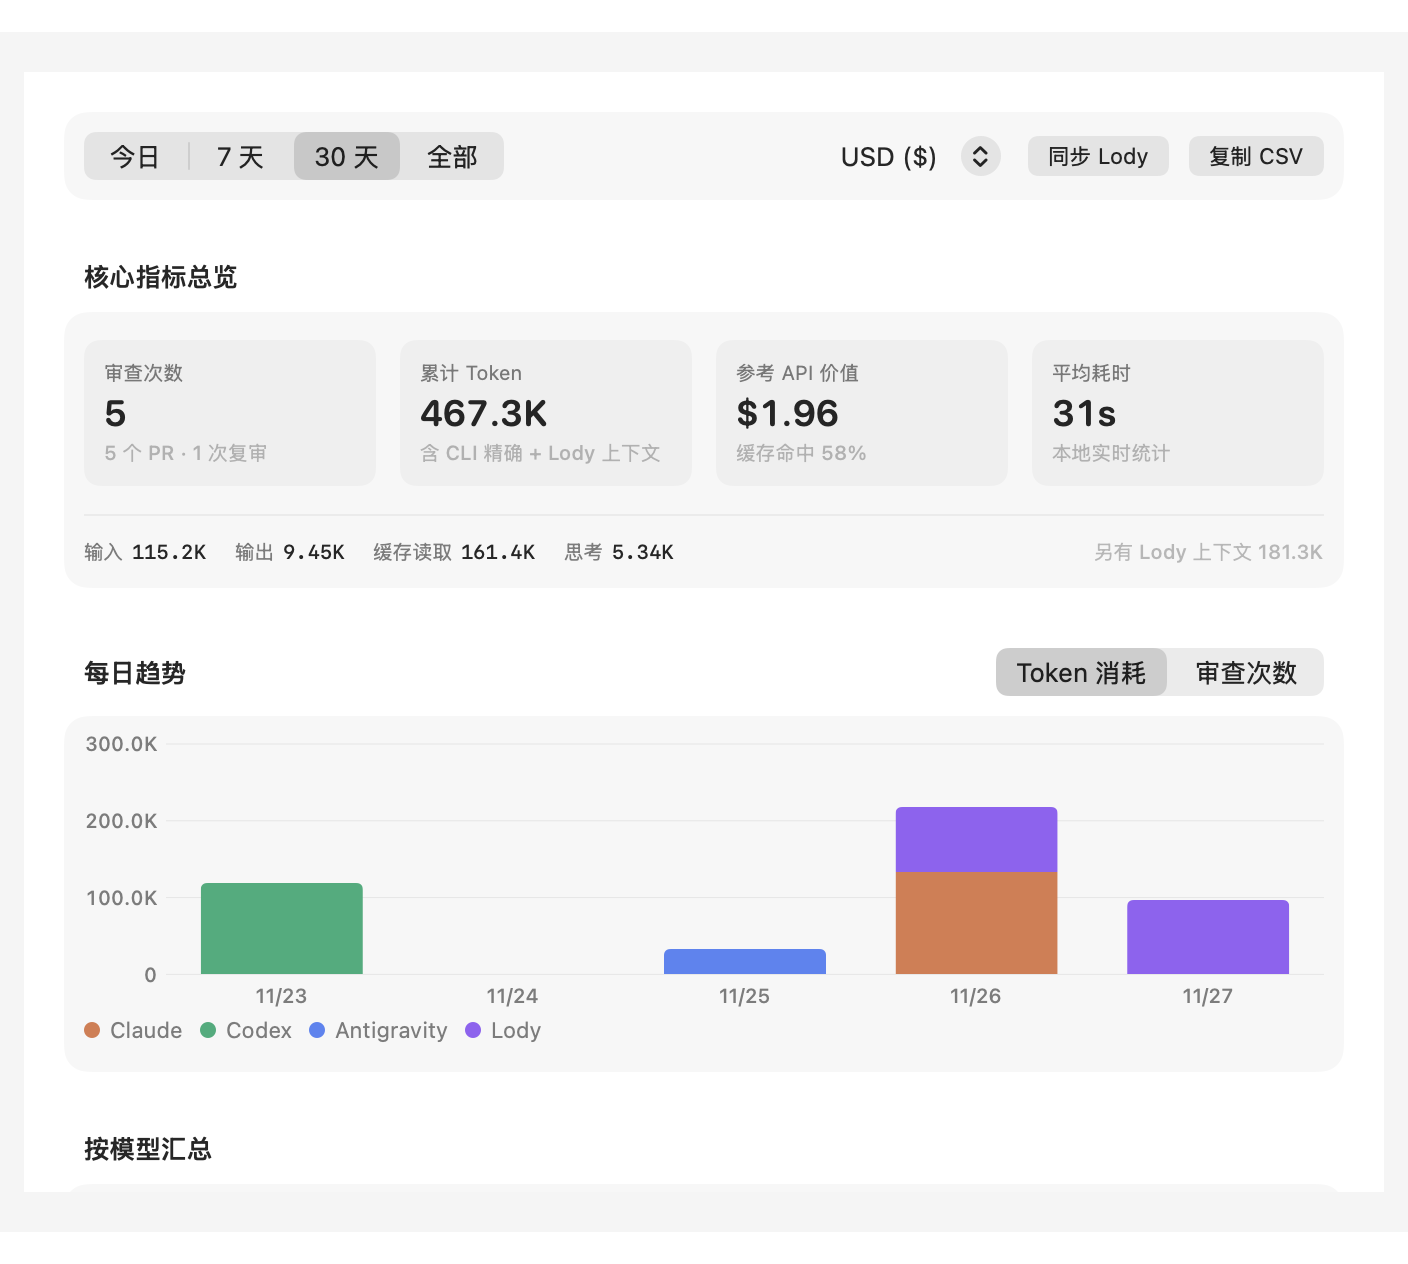 今日 7 天 30 天 全部 USD ($) 同步 Lody 复制 CSV
核心指标总览
审查次数
5
5 个 PR · 1 次复审
累计 Token
467.3K
含 CLI 精确 + Lody 上下文
参考 API 价值
$1.96
缓存命中 58%
平均耗时
31s
本地实时统计
输入 115.2K 输出 9.45K 缓存读取 161.4K 思考 5.34K 另有 Lody 上下文 181.3K
每日趋势 Token 消耗 审查次数
300.0K
200.0K
100.0K
0
11/23 11/24 11/25 11/26 11/27
Claude Codex Antigravity Lody
按模型汇总